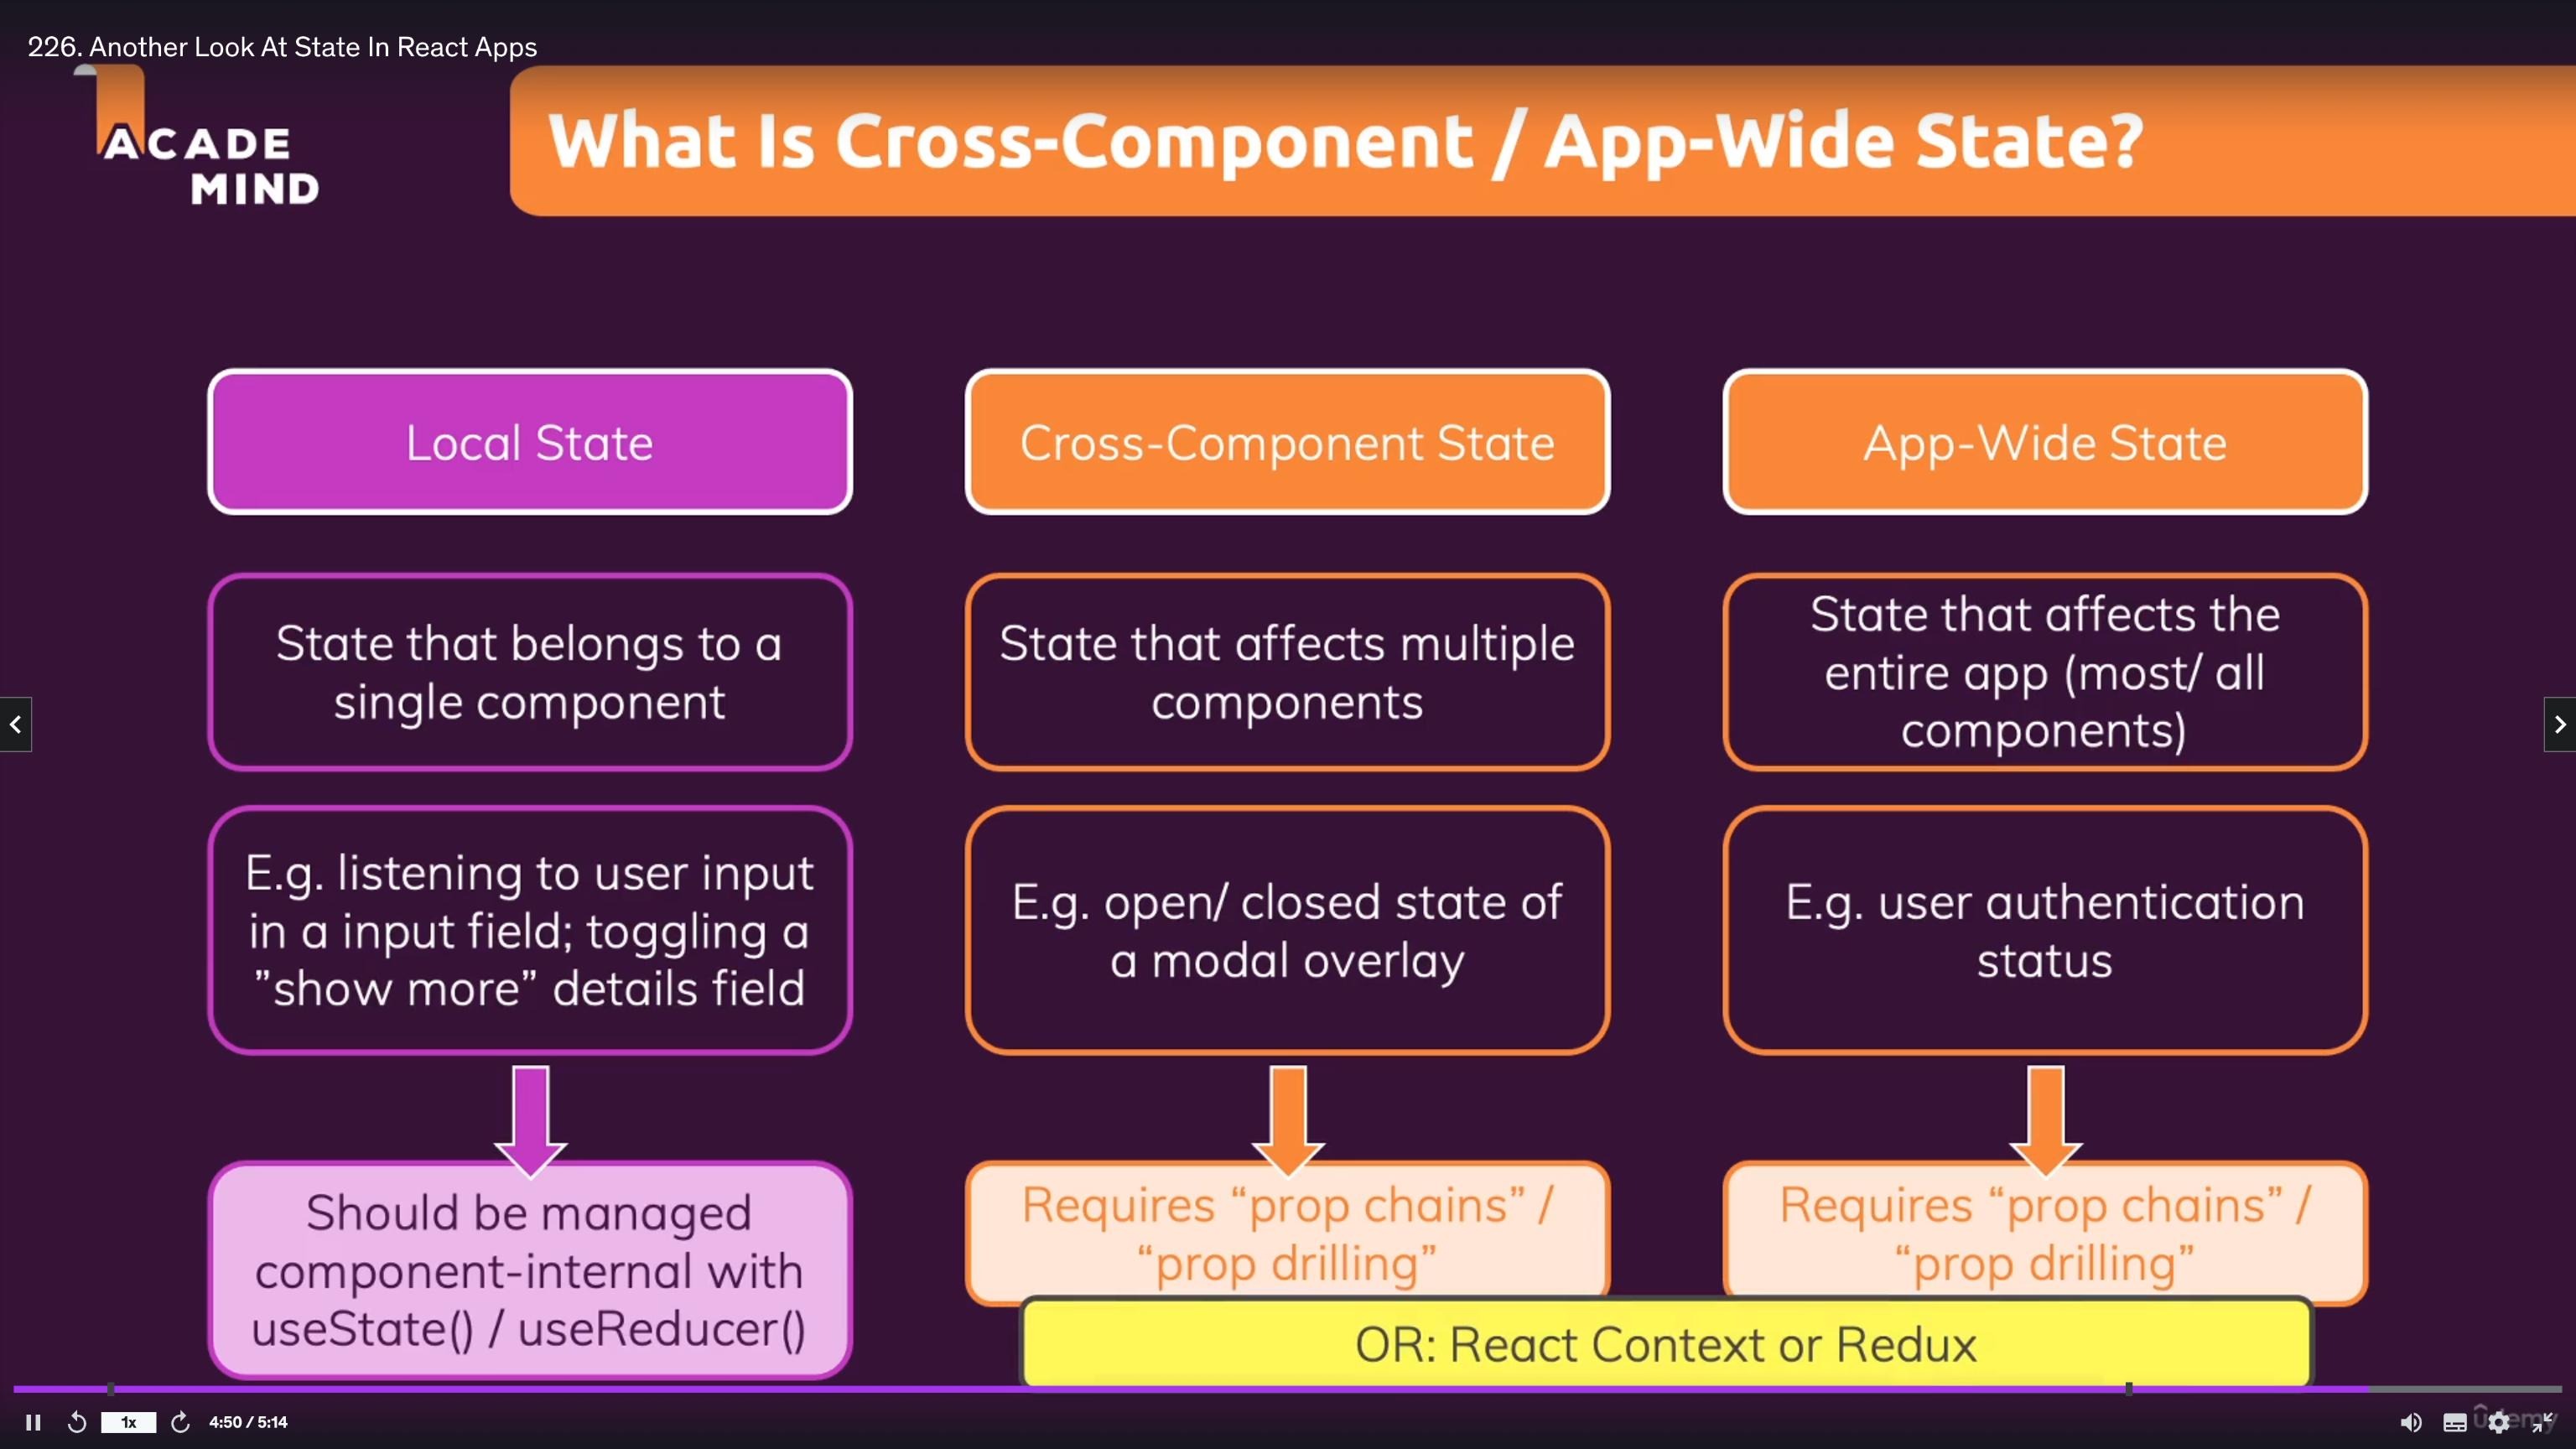 226. Another Look At State In React Apps
ACADE
MIND
What Is Cross-Component / App-Wide State?
Local State
Cross-Component State
App-Wide State
State that belongs to a
single component
State that affects multiple
components
State that affects the
entire app (most/ all
components)
E.g. listening to user input
in a input field; toggling a
”show more” details field
E.g. open/ closed state of
a modal overlay
E.g. user authentication
status
Should be managed
component-internal with
useState() / useReducer()
Requires “prop chains” /
“prop drilling”
Requires “prop chains” /
“prop drilling”
OR: React Context or Redux
1x
4:50 / 5:14
ûdemy